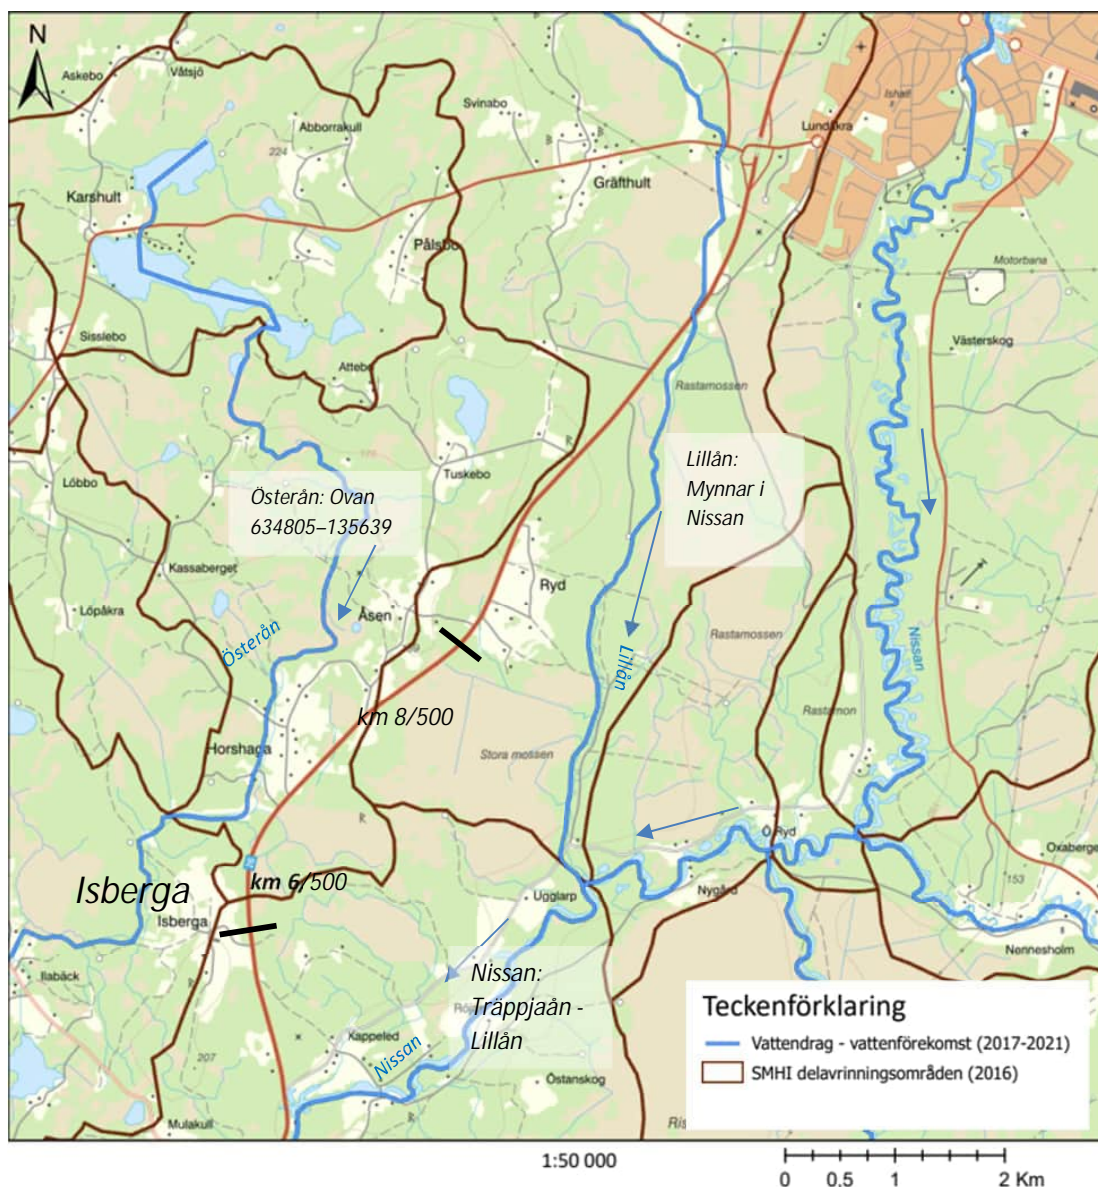 N
Askebo
Våtsjö
Svinabo
Abborrakull
224
Ishall
Lundåkra
Gräfthult
Karshult
Pålsbo
Motorbana
Sisslebo
Västerskog
Attebo
Rastamossen
Lillån:
Mynnar i
Nissan
Tuskebo
Löbbo
Österån: Ovan
634805–135639
Kassaberget
Ryd
Löpåkra
Åsen
Österån
Rastamossen
Nissan
Lillån
km 8/500
Rastamon
Horshaga
Stora mossen
Ö Ryd
Oxaberget
Isberga
km 6/500
153
Nygård
Ugglarp
Isberga
Nennesholm
Ilabäck
Nissan:
Träppjaån -
Lillån
Kappeled
Nissan
207
Östanskog
Mulakull
Teckenförklaring
Vattendrag - vattenförekomst (2017-2021)
SMHI delavrinningsområden (2016)
1:50 000
0 0.5 1 2 Km